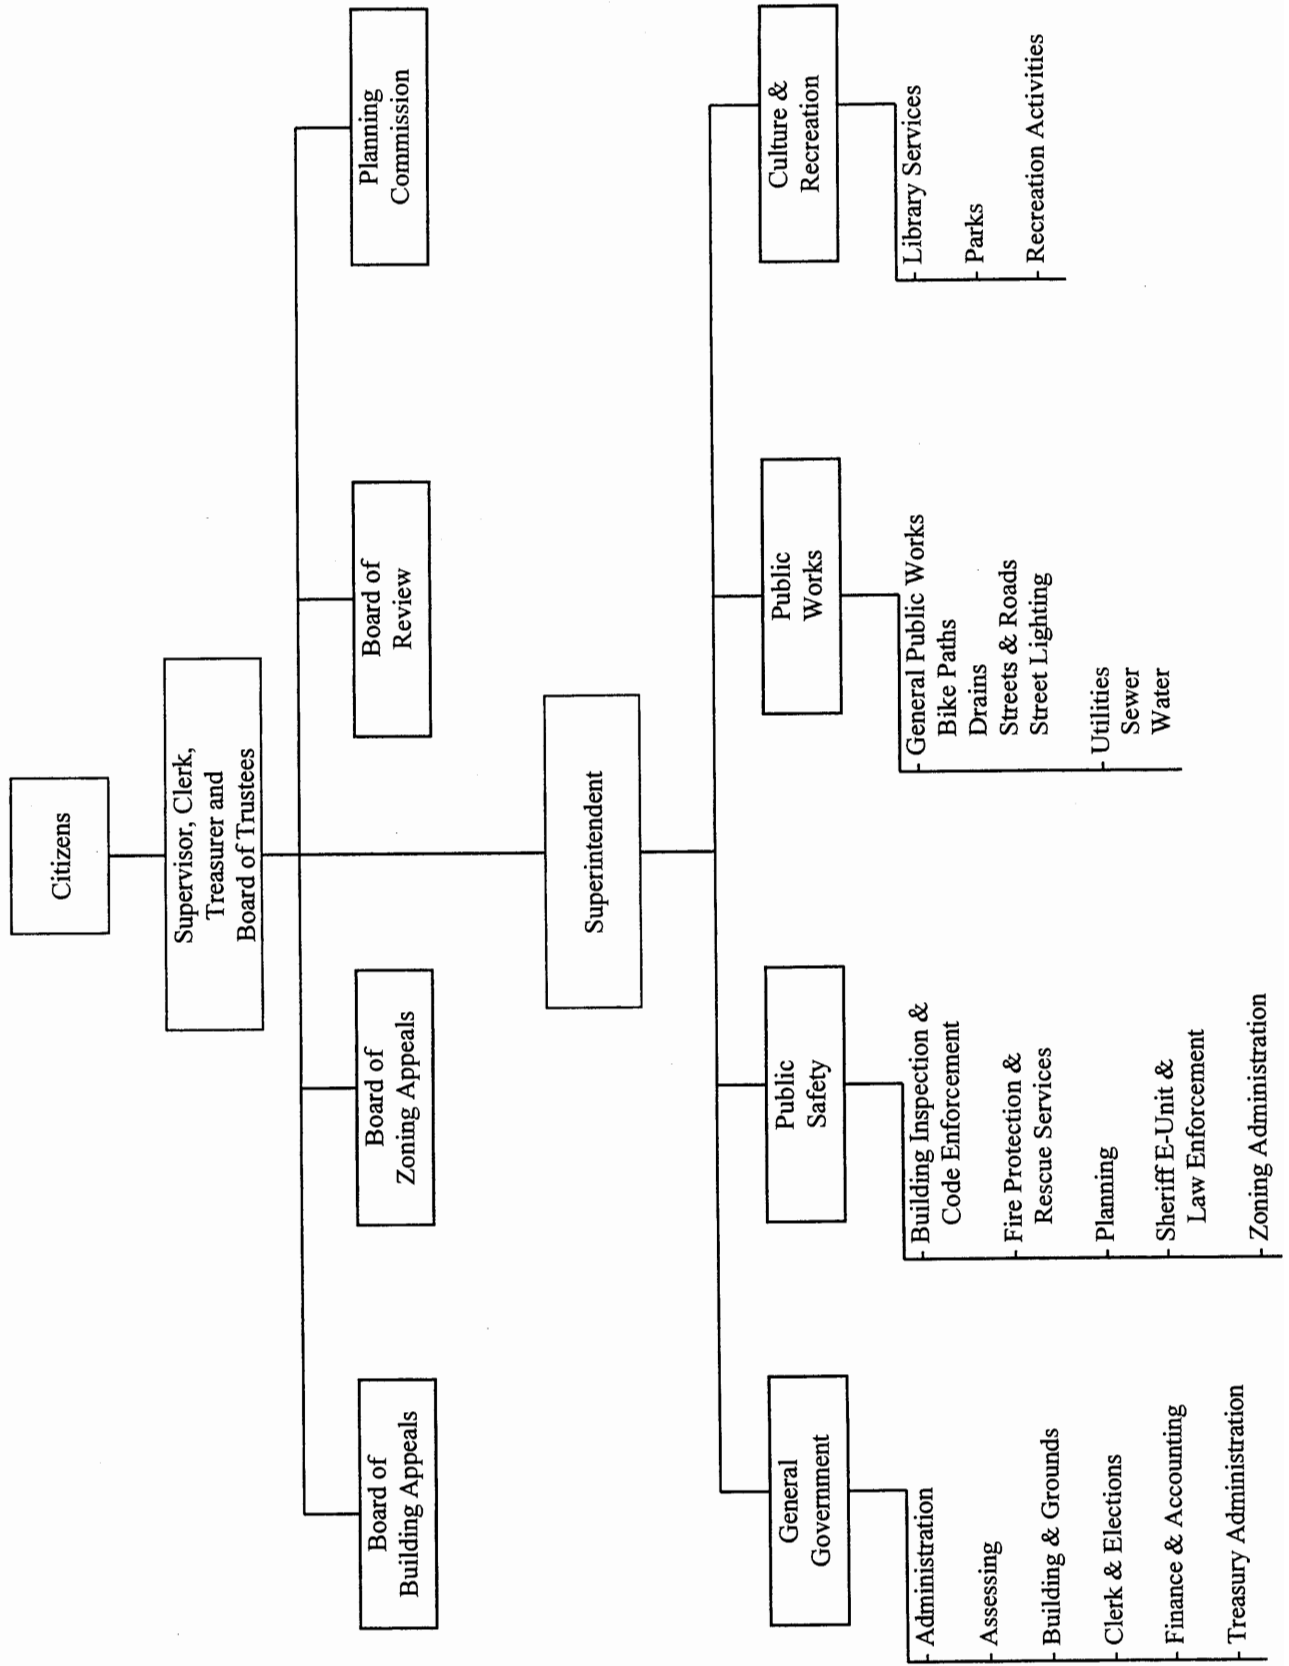 Citizens
Supervisor, Clerk,
Treasurer and
Board of Trustees
Board of
Building Appeals
Board of
Zoning Appeals
Board of
Review
Planning
Commission
Superintendent
General
Government
Administration
Assessing
Building & Grounds
Clerk & Elections
Finance & Accounting
Treasury Administration
Public
Safety
Building Inspection &
Code Enforcement
Fire Protection &
Rescue Services
Planning
Sheriff E-Unit &
Law Enforcement
Zoning Administration
Public
Works
General Public Works
Bike Paths
Drains
Streets & Roads
Street Lighting
Utilities
Sewer
Water
Culture &
Recreation
Library Services
Parks
Recreation Activities